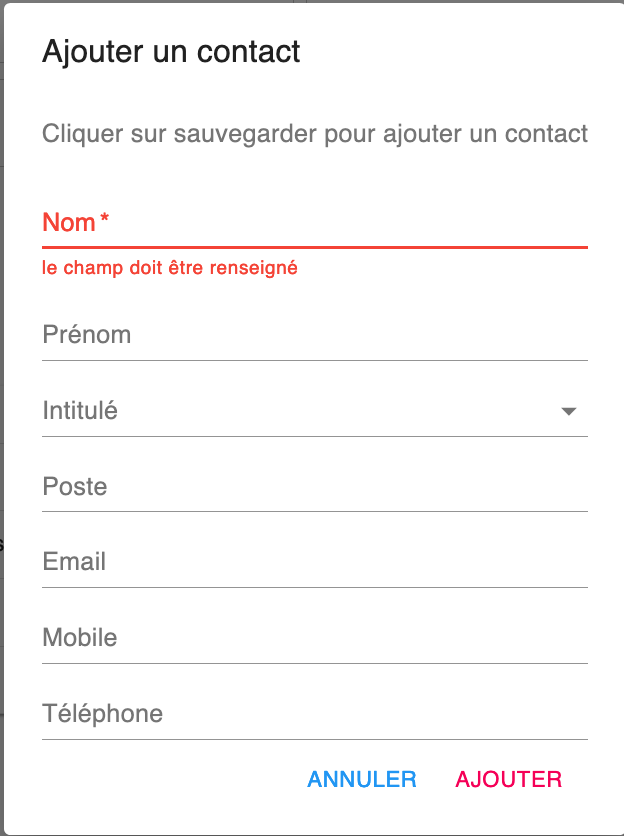 Ajouter un contact
Cliquer sur sauvegarder pour ajouter un contact
Nom *
le champ doit être renseigné
Prénom
Intitulé
Poste
Email
Mobile
Téléphone
ANNULER AJOUTER